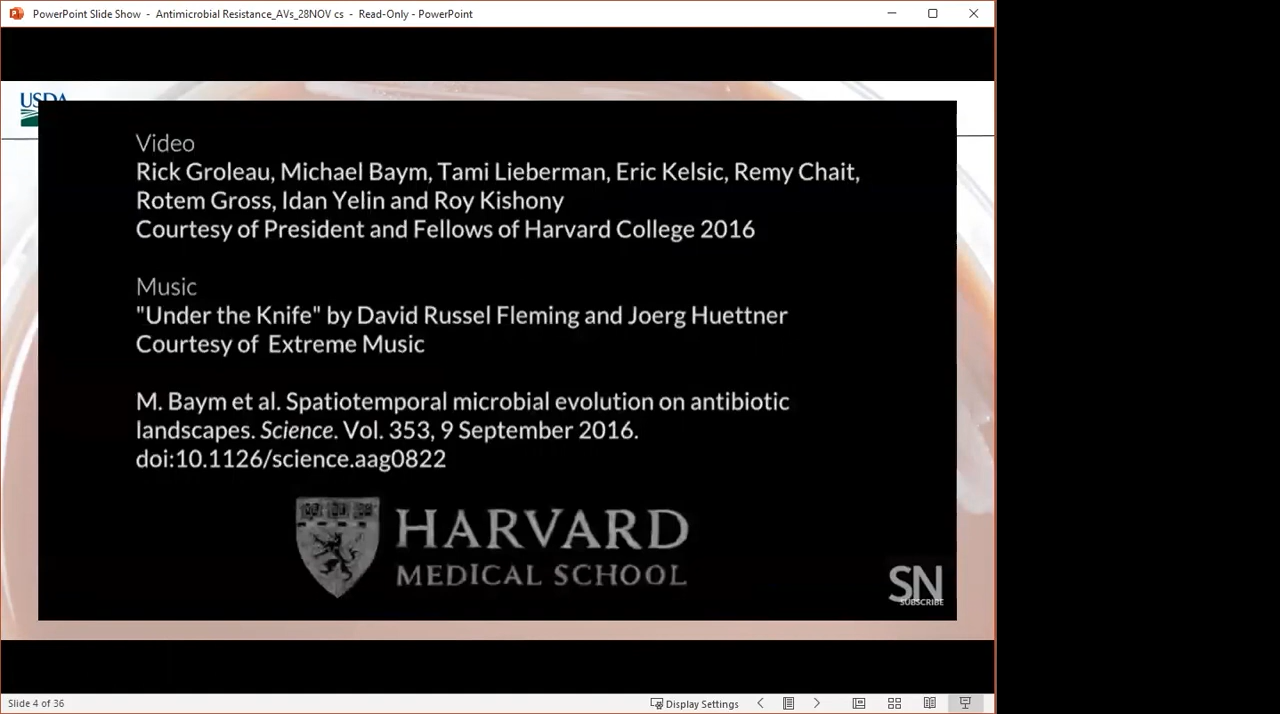 PowerPoint Slide Show - Antimicrobial Resistance_AVs_28NOV cs - Read-Only - PowerPoint
USDA
Video
Rick Groleau, Michael Baym, Tami Lieberman, Eric Kelsic, Remy Chait,
Rotem Gross, Idan Yelin and Roy Kishony
Courtesy of President and Fellows of Harvard College 2016
Music
"Under the Knife" by David Russel Fleming and Joerg Huettner
Courtesy of Extreme Music
M. Baym et al. Spatiotemporal microbial evolution on antibiotic
landscapes. Science. Vol. 353, 9 September 2016.
doi:10.1126/science.aag0822
HARVARD
MEDICAL SCHOOL
SN
SUBSCRIBE
Slide 4 of 36
Display Settings